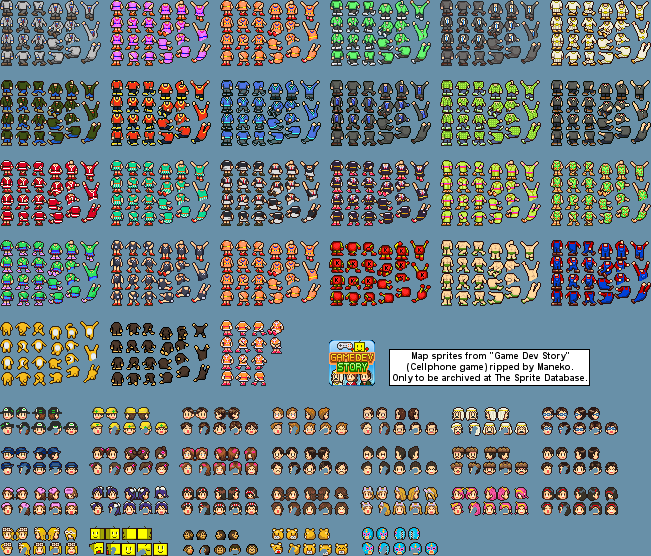 GAMEDEV
STORY
Map sprites from "Game Dev Story"
(Cellphone game) ripped by Maneko.
Only to be archived at The Sprite Database.